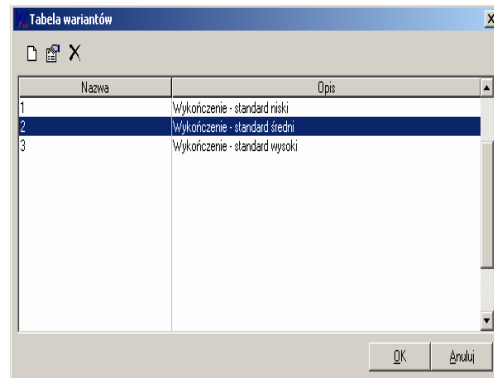 Tabela wariantów
Nazwa Opis
1 Wykończenie - standard niski
2 Wykończenie - standard średni
3 Wykończenie - standard wysoki
OK Anuluj